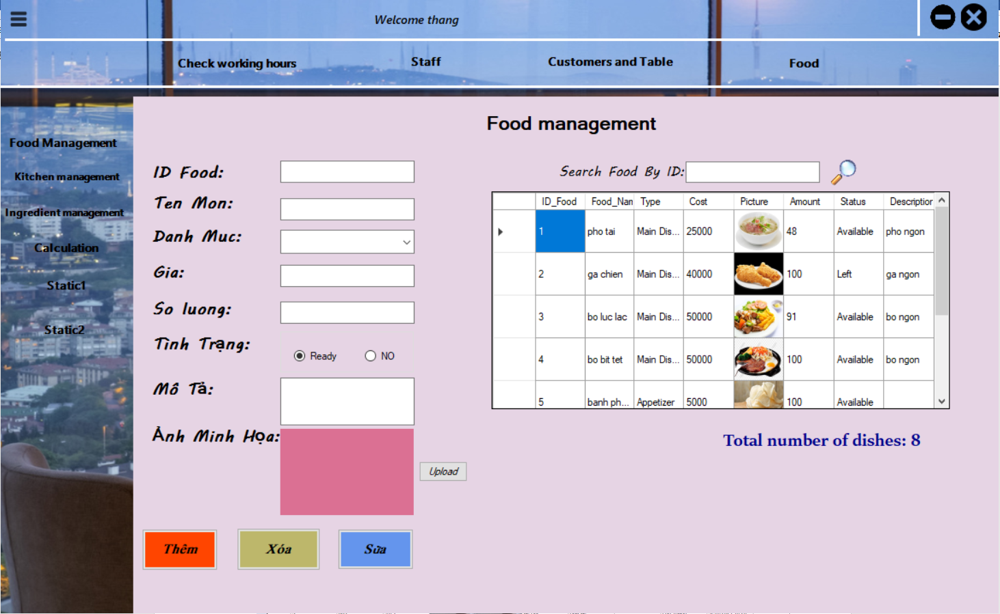 Welcome thang
Check working hours Staff Customers and Table Food
Food management
Food Management
Kitchen management
Ingredient management
Calculation
Static1
Static2
ID Food:
Ten Mon:
Danh Muc:
Gia:
So luong:
Tình Trạng:
Ready NO
Mô Tả:
Ảnh Minh Họa:
Upload
Thêm Xóa Sửa
Search Food By ID:
ID_Food Food_Nam Type Cost Picture Amount Status Description
1 pho tai Main Dis... 25000 48 Available pho ngon
2 ga chien Main Dis... 40000 100 Left ga ngon
3 bo luc lac Main Dis... 50000 91 Available bo ngon
4 bo bit tet Main Dis... 50000 100 Available bo ngon
5 banh ph... Appetizer 5000 100 Available
Total number of dishes: 8